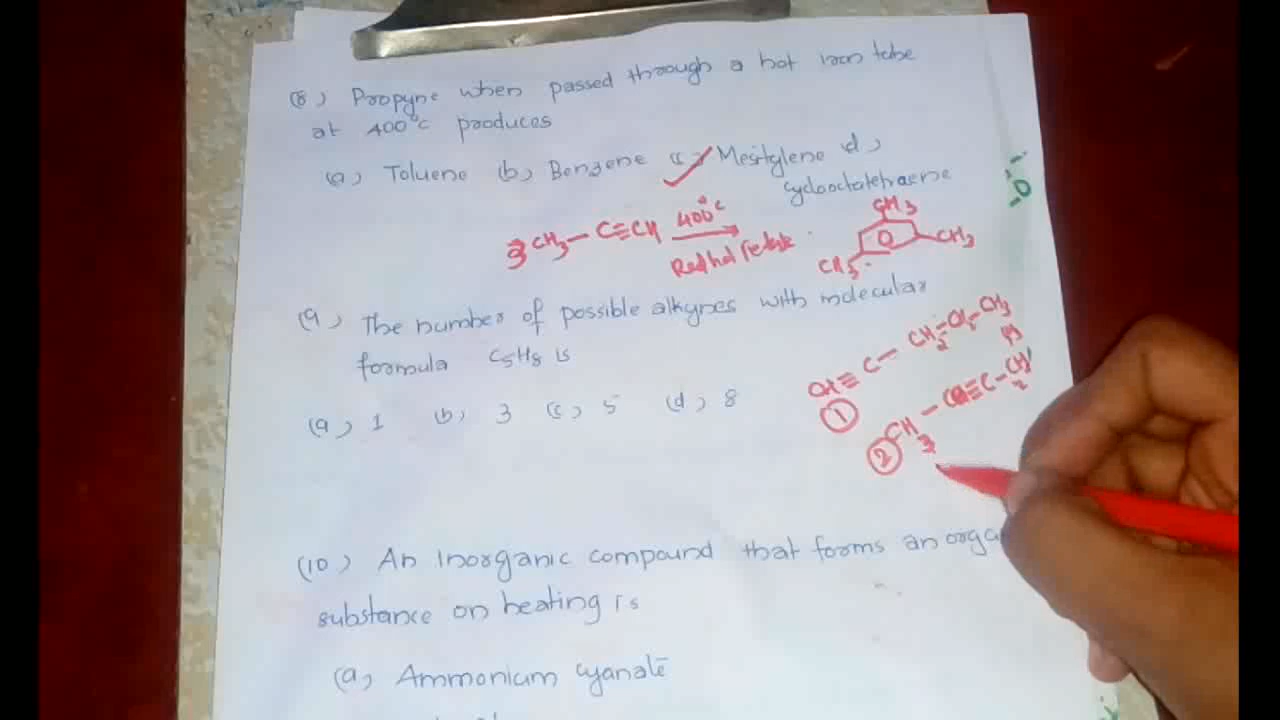 (8) Propyne when passed through a hot iron tube
at 400°C produces
(a) Toluene (b) Benzene (c) Mesitylene d)
cyclooctatetraene
3CH3-C≡CH 400°C
Red hot Fe tube
CH3
CH3
CH3
(9) The number of possible alkynes with molecular
formula C5H8 is
(a) 1 (b) 3 (c) 5 (d) 8
CH≡C-CH2-CH2-CH3
①
CH3-C≡C-CH2
②
(10) An Inorganic compound that forms an orga
substance on heating is
(a) Ammonium cyanate